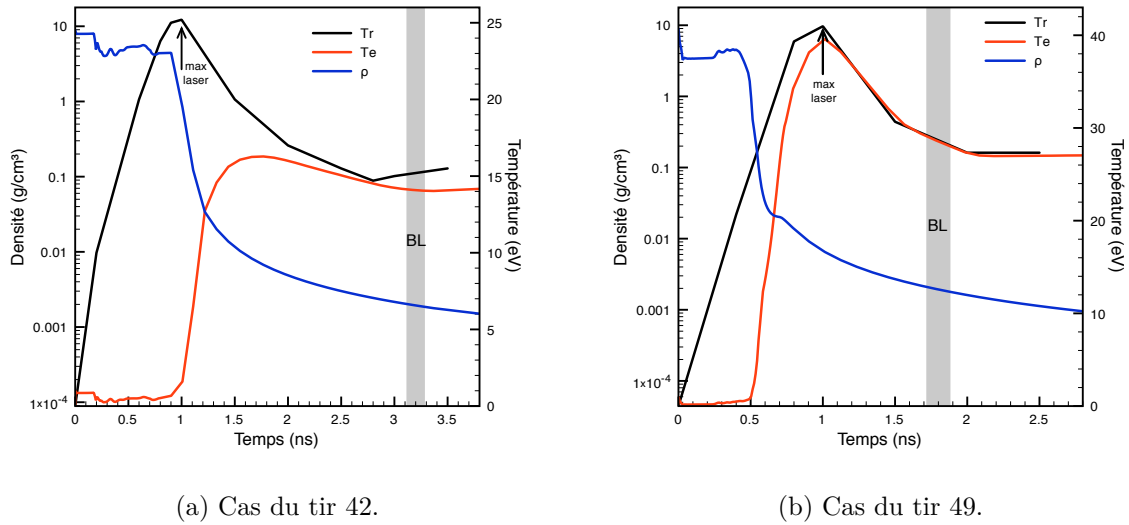 10
1
0.1
0.01
0.001
1×10⁻⁴
Densité (g/cm³)
0
0.5
1
1.5
2
2.5
3
3.5
Temps (ns)
25
20
15
10
5
0
Température (eV)
Tr
Te
ρ
max
laser
BL
(a) Cas du tir 42.
10
1
0.1
0.01
0.001
1×10⁻⁴
Densité (g/cm³)
0
0.5
1
1.5
2
2.5
Temps (ns)
40
30
20
10
0
Température (eV)
Tr
Te
ρ
max
laser
BL
(b) Cas du tir 49.